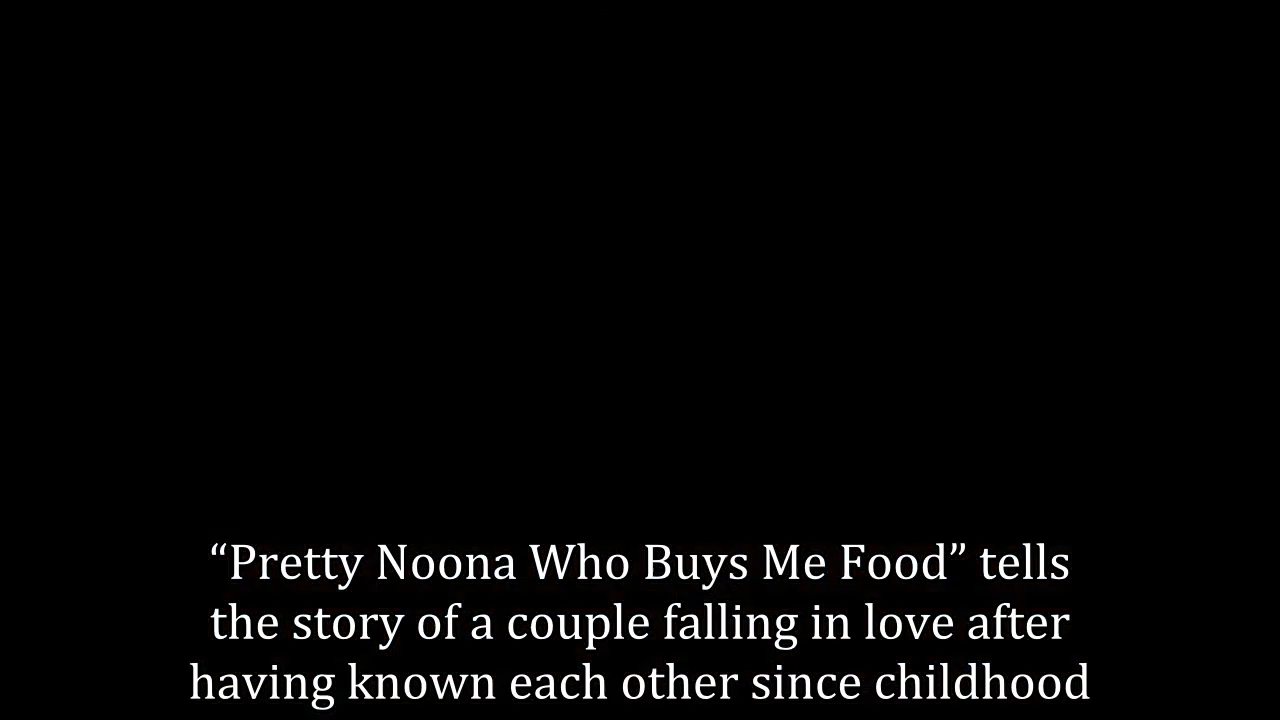 “Pretty Noona Who Buys Me Food” tells
the story of a couple falling in love after
having known each other since childhood